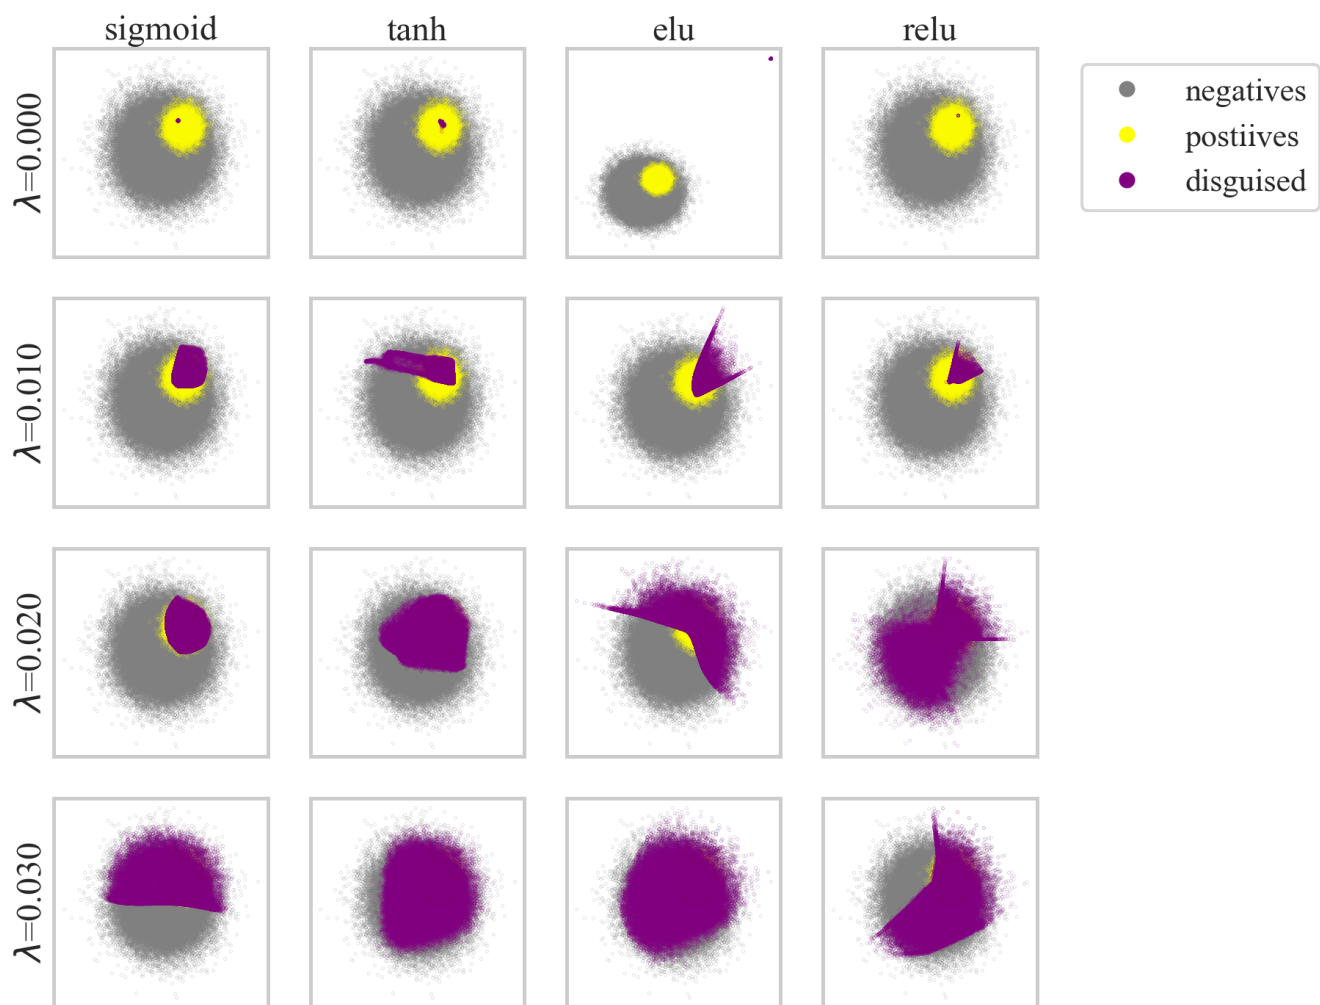 sigmoid tanh elu relu
λ=0.000
negatives
postiives
disguised
λ=0.010
λ=0.020
λ=0.030